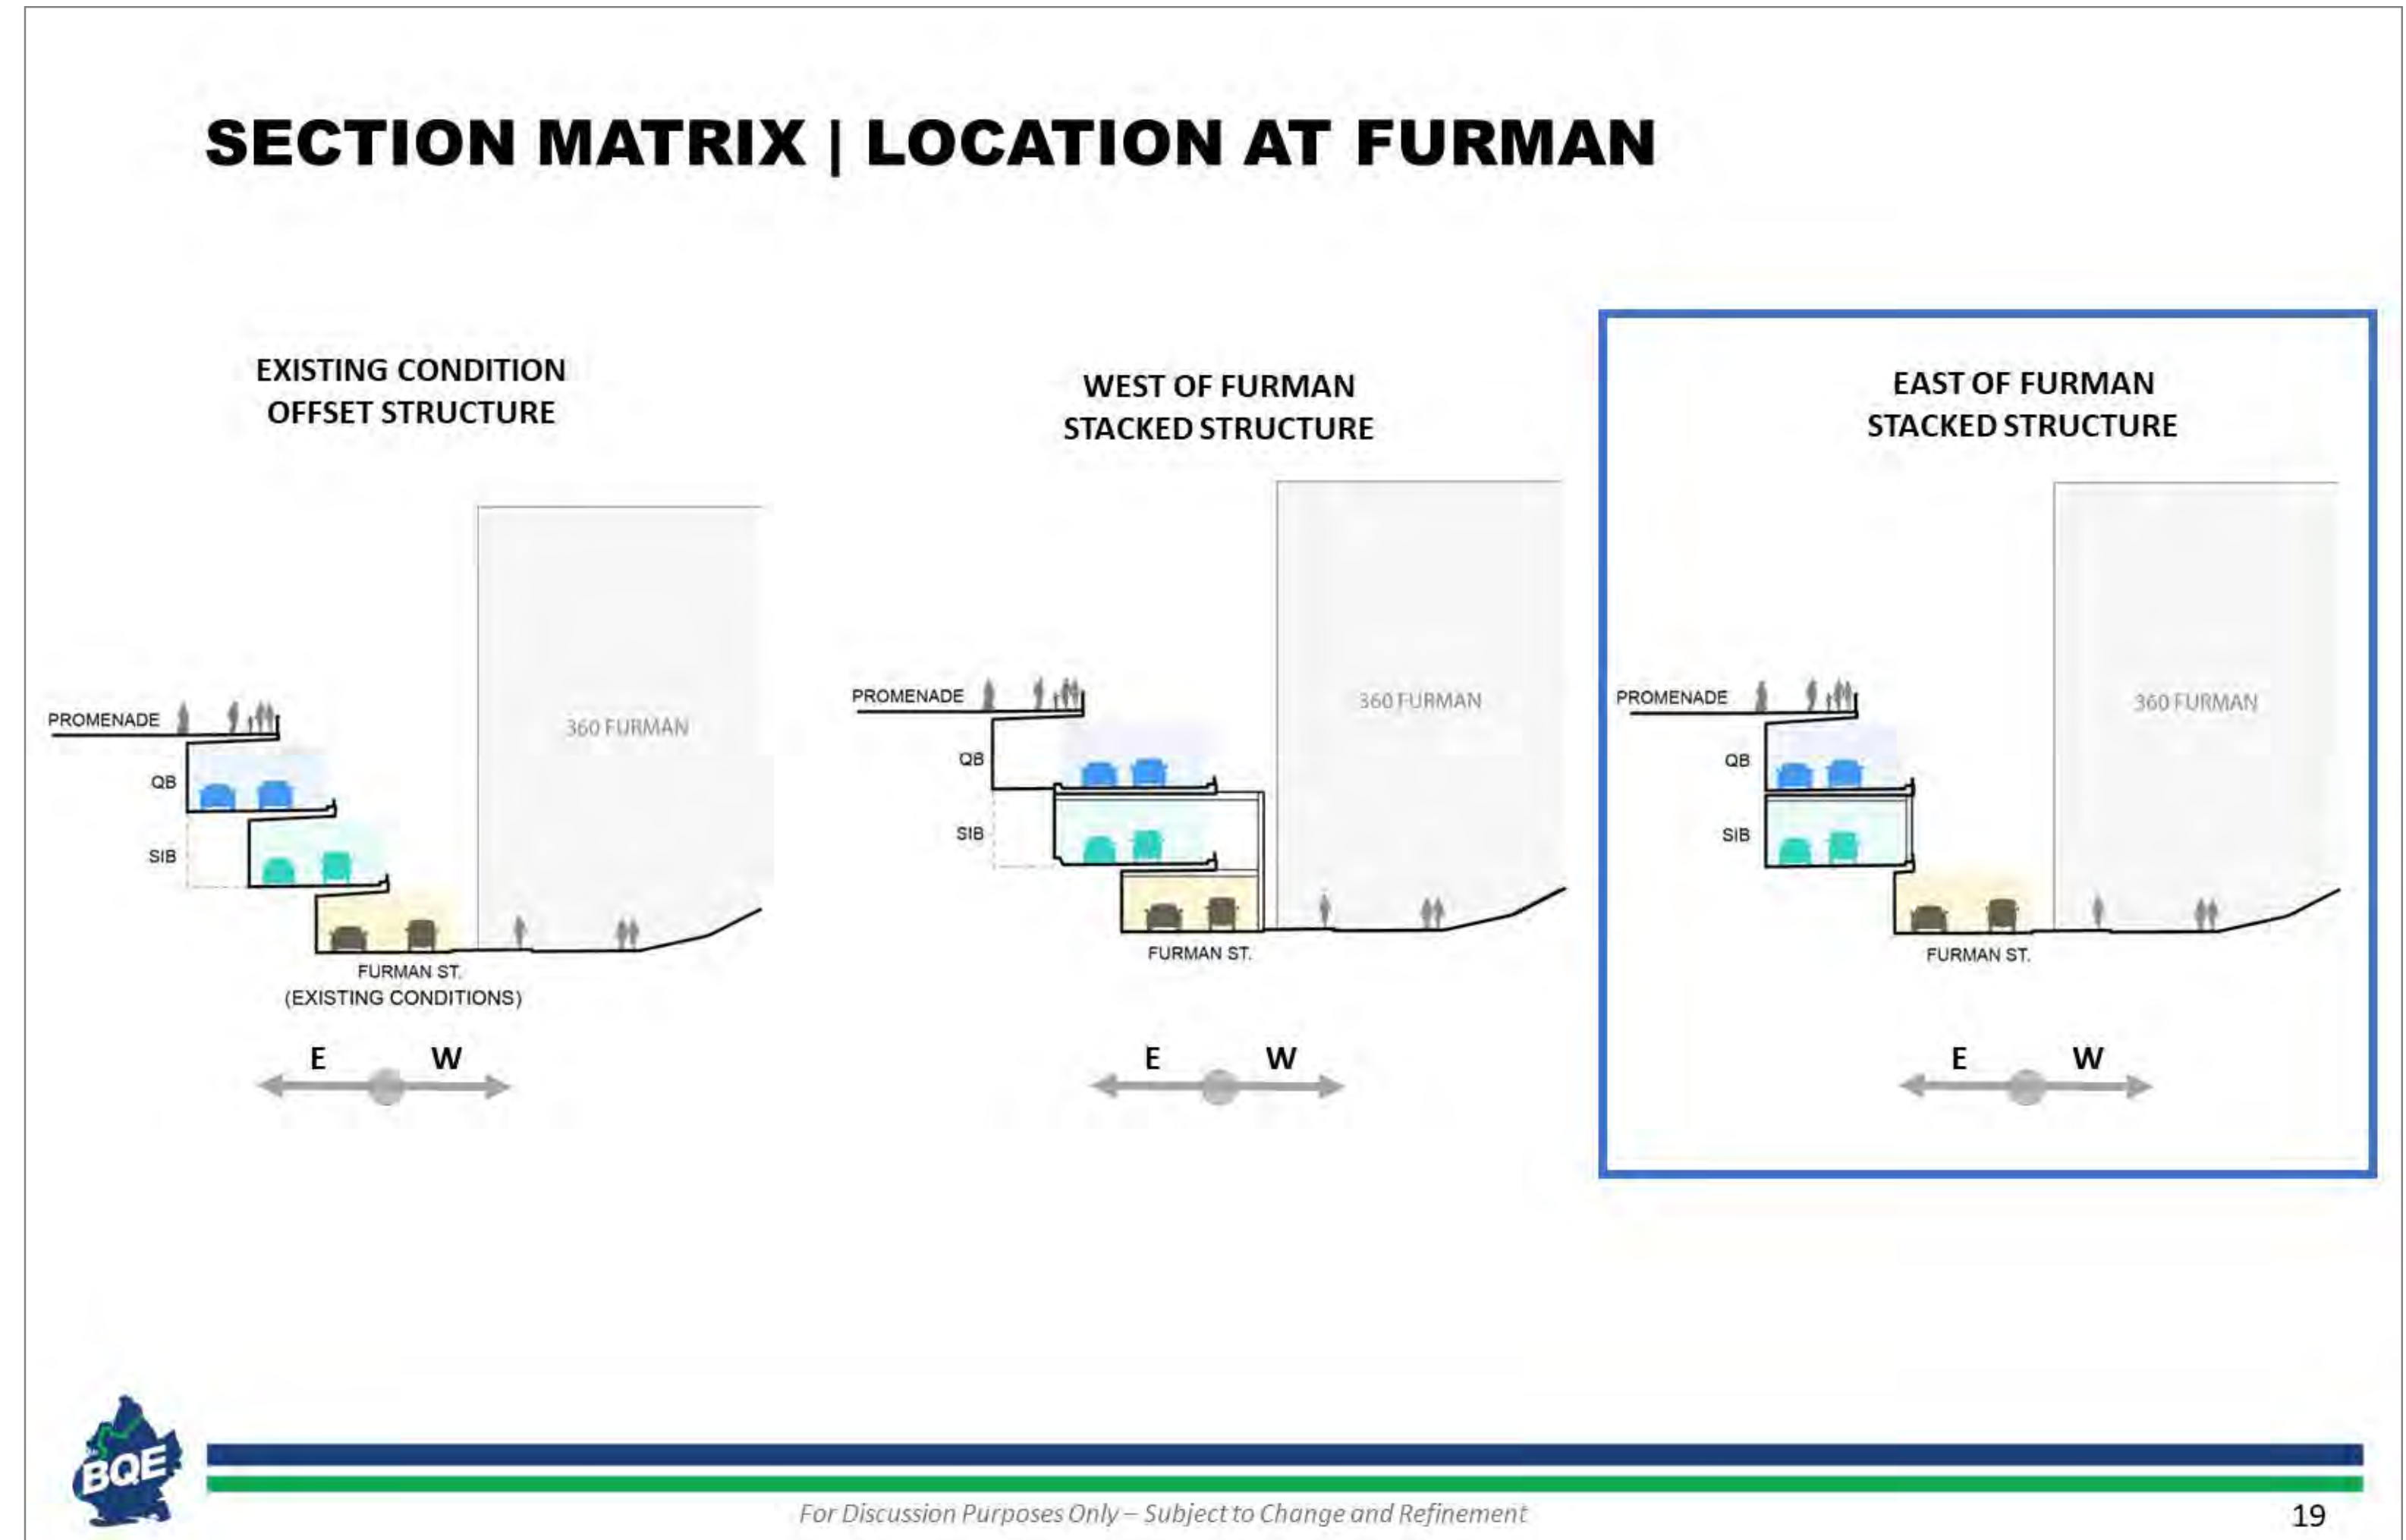 SECTION MATRIX | LOCATION AT FURMAN
EXISTING CONDITION
OFFSET STRUCTURE
360 FURMAN
PROMENADE
QB
SIB
FURMAN ST.
(EXISTING CONDITIONS)
E W
WEST OF FURMAN
STACKED STRUCTURE
360 FURMAN
PROMENADE
QB
SIB
FURMAN ST.
E W
EAST OF FURMAN
STACKED STRUCTURE
360 FURMAN
PROMENADE
QB
SIB
FURMAN ST.
E W
BQE
For Discussion Purposes Only – Subject to Change and Refinement
19